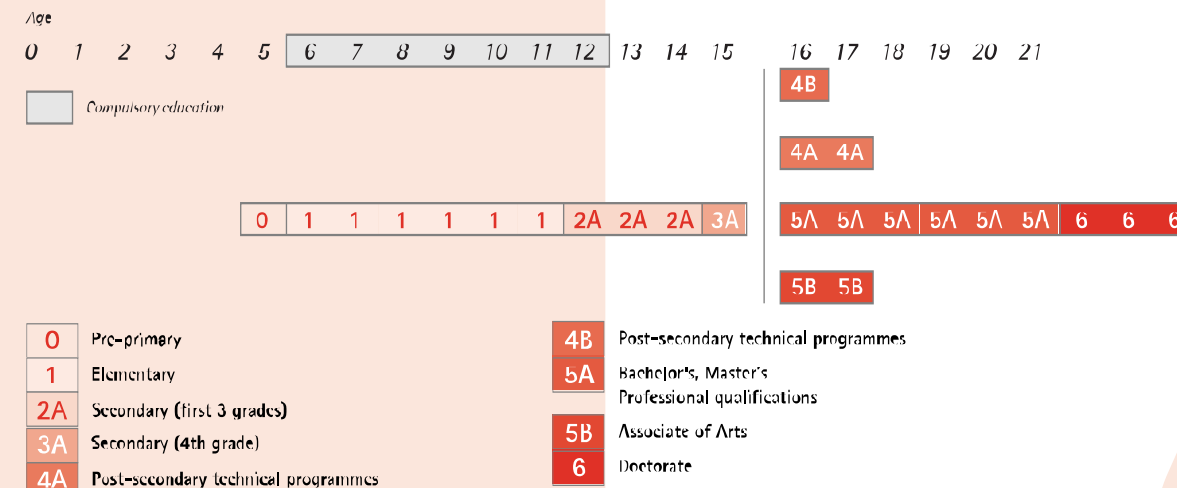 Age
0 1 2 3 4 5 6 7 8 9 10 11 12 13 14 15 16 17 18 19 20 21
4B
Compulsory education
4A 4A
0 1 1 1 1 1 1 2A 2A 2A 3A 5A 5A 5A 5A 5A 5A 6 6 6
5B 5B
0 Pre-primary
1 Elementary
2A Secondary (first 3 grades)
3A Secondary (4th grade)
4A Post-secondary technical programmes
4B Post-secondary technical programmes
5A Bachelor's, Master's
Professional qualifications
5B Associate of Arts
6 Doctorate